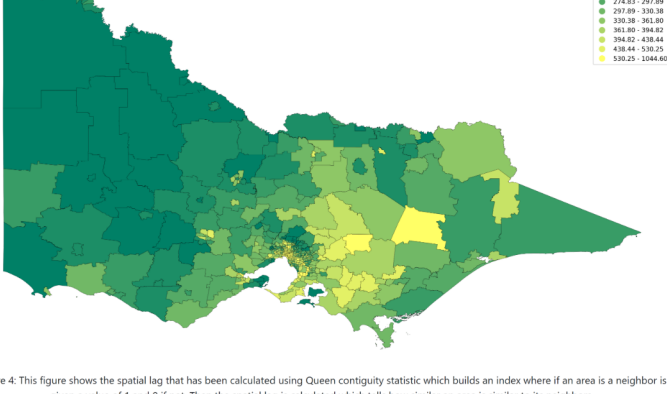 274.83 - 297.89
297.89 - 330.38
330.38 - 361.80
361.80 - 394.82
394.82 - 438.44
438.44 - 530.25
530.25 - 1044.60
e 4: This figure shows the spatial lag that has been calculated using Queen contiguity statistic which builds an index where if an area is a neighbor is